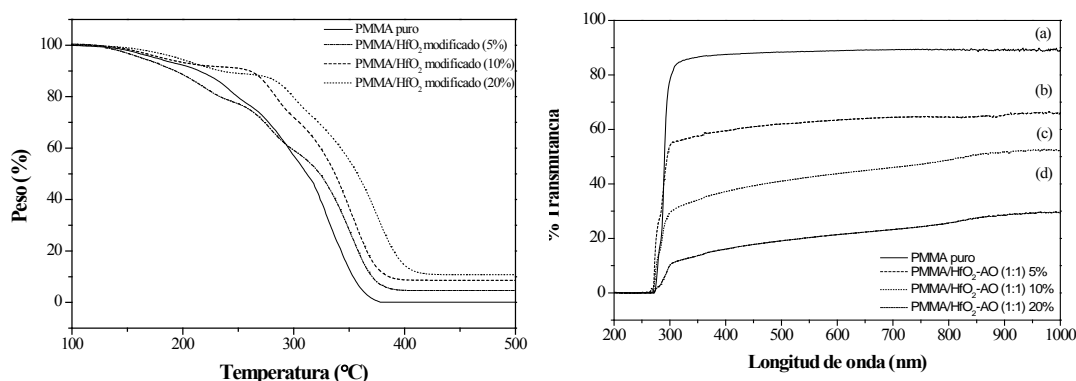 PMMA puro
PMMA/HfO2 modificado (5%)
PMMA/HfO2 modificado (10%)
PMMA/HfO2 modificado (20%)
100
80
60
40
20
0
Peso (%)
100 200 300 400 500
Temperatura (°C)
(a)
(b)
(c)
(d)
80
60
40
20
0
% Transmitancia
PMMA puro
PMMA/HfO2-AO (1:1) 5%
PMMA/HfO2-AO (1:1) 10%
PMMA/HfO2-AO (1:1) 20%
200 300 400 500 600 700 800 900 1000
Longitud de onda (nm)